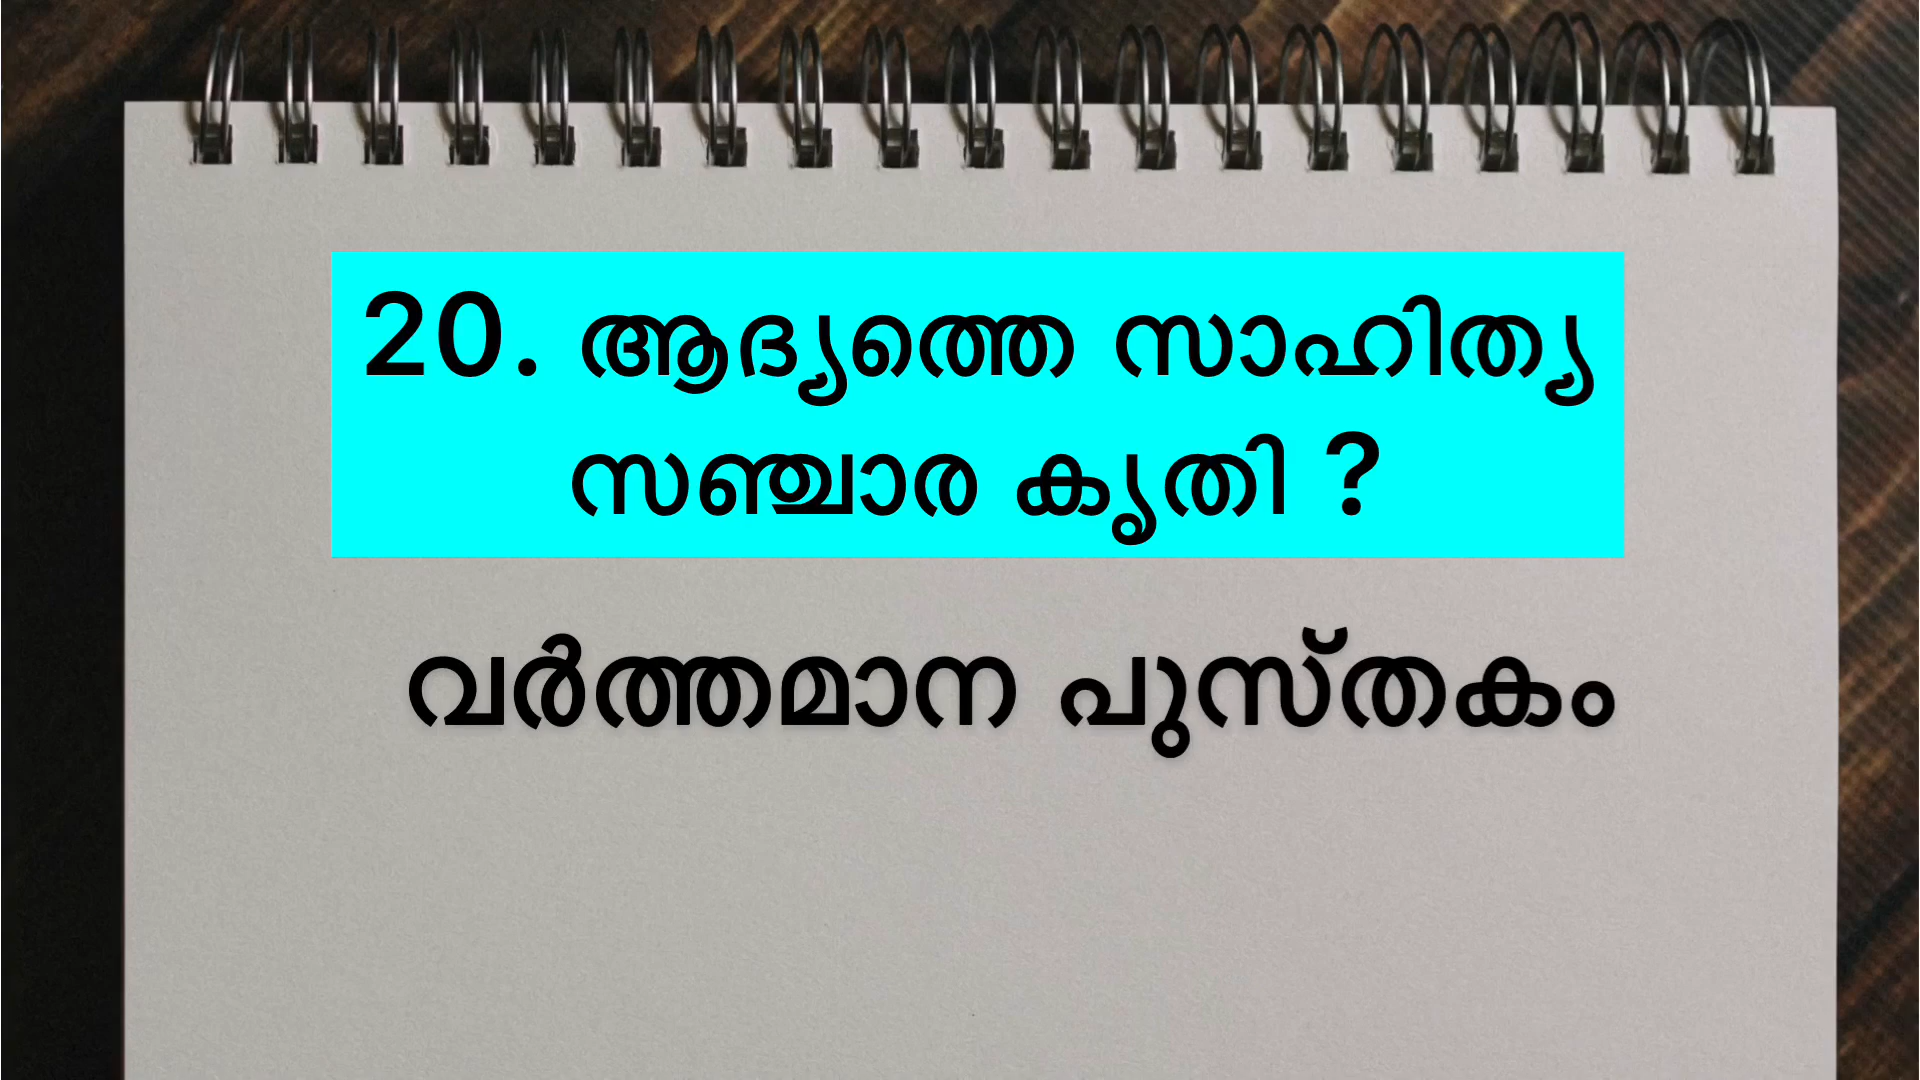 20. ആദ്യത്തെ സാഹിത്യ
സഞ്ചാര കൃതി ?
വർത്തമാന പുസ്തകം